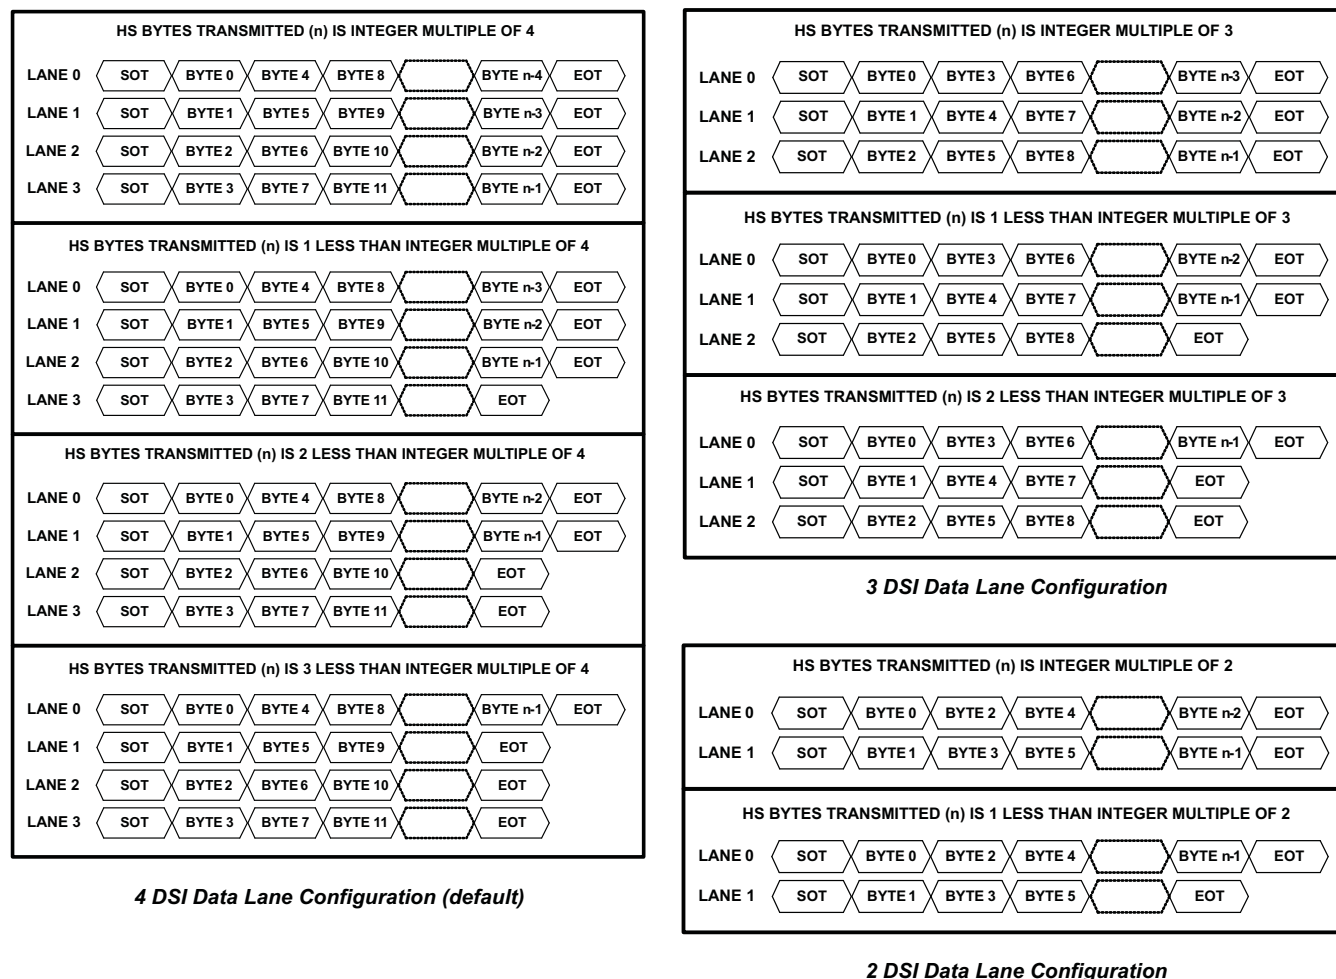 HS BYTES TRANSMITTED (n) IS INTEGER MULTIPLE OF 4
LANE 0 SOT BYTE 0 BYTE 4 BYTE 8 BYTE n-4 EOT
LANE 1 SOT BYTE 1 BYTE 5 BYTE 9 BYTE n-3 EOT
LANE 2 SOT BYTE 2 BYTE 6 BYTE 10 BYTE n-2 EOT
LANE 3 SOT BYTE 3 BYTE 7 BYTE 11 BYTE n-1 EOT
HS BYTES TRANSMITTED (n) IS 1 LESS THAN INTEGER MULTIPLE OF 4
LANE 0 SOT BYTE 0 BYTE 4 BYTE 8 BYTE n-3 EOT
LANE 1 SOT BYTE 1 BYTE 5 BYTE 9 BYTE n-2 EOT
LANE 2 SOT BYTE 2 BYTE 6 BYTE 10 BYTE n-1 EOT
LANE 3 SOT BYTE 3 BYTE 7 BYTE 11 EOT
HS BYTES TRANSMITTED (n) IS 2 LESS THAN INTEGER MULTIPLE OF 4
LANE 0 SOT BYTE 0 BYTE 4 BYTE 8 BYTE n-2 EOT
LANE 1 SOT BYTE 1 BYTE 5 BYTE 9 BYTE n-1 EOT
LANE 2 SOT BYTE 2 BYTE 6 BYTE 10 EOT
LANE 3 SOT BYTE 3 BYTE 7 BYTE 11 EOT
HS BYTES TRANSMITTED (n) IS 3 LESS THAN INTEGER MULTIPLE OF 4
LANE 0 SOT BYTE 0 BYTE 4 BYTE 8 BYTE n-1 EOT
LANE 1 SOT BYTE 1 BYTE 5 BYTE 9 EOT
LANE 2 SOT BYTE 2 BYTE 6 BYTE 10 EOT
LANE 3 SOT BYTE 3 BYTE 7 BYTE 11 EOT
4 DSI Data Lane Configuration (default)
HS BYTES TRANSMITTED (n) IS INTEGER MULTIPLE OF 3
LANE 0 SOT BYTE 0 BYTE 3 BYTE 6 BYTE n-3 EOT
LANE 1 SOT BYTE 1 BYTE 4 BYTE 7 BYTE n-2 EOT
LANE 2 SOT BYTE 2 BYTE 5 BYTE 8 BYTE n-1 EOT
HS BYTES TRANSMITTED (n) IS 1 LESS THAN INTEGER MULTIPLE OF 3
LANE 0 SOT BYTE 0 BYTE 3 BYTE 6 BYTE n-2 EOT
LANE 1 SOT BYTE 1 BYTE 4 BYTE 7 BYTE n-1 EOT
LANE 2 SOT BYTE 2 BYTE 5 BYTE 8 EOT
HS BYTES TRANSMITTED (n) IS 2 LESS THAN INTEGER MULTIPLE OF 3
LANE 0 SOT BYTE 0 BYTE 3 BYTE 6 BYTE n-1 EOT
LANE 1 SOT BYTE 1 BYTE 4 BYTE 7 EOT
LANE 2 SOT BYTE 2 BYTE 5 BYTE 8 EOT
3 DSI Data Lane Configuration
HS BYTES TRANSMITTED (n) IS INTEGER MULTIPLE OF 2
LANE 0 SOT BYTE 0 BYTE 2 BYTE 4 BYTE n-2 EOT
LANE 1 SOT BYTE 1 BYTE 3 BYTE 5 BYTE n-1 EOT
HS BYTES TRANSMITTED (n) IS 1 LESS THAN INTEGER MULTIPLE OF 2
LANE 0 SOT BYTE 0 BYTE 2 BYTE 4 BYTE n-1 EOT
LANE 1 SOT BYTE 1 BYTE 3 BYTE 5 EOT
2 DSI Data Lane Configuration